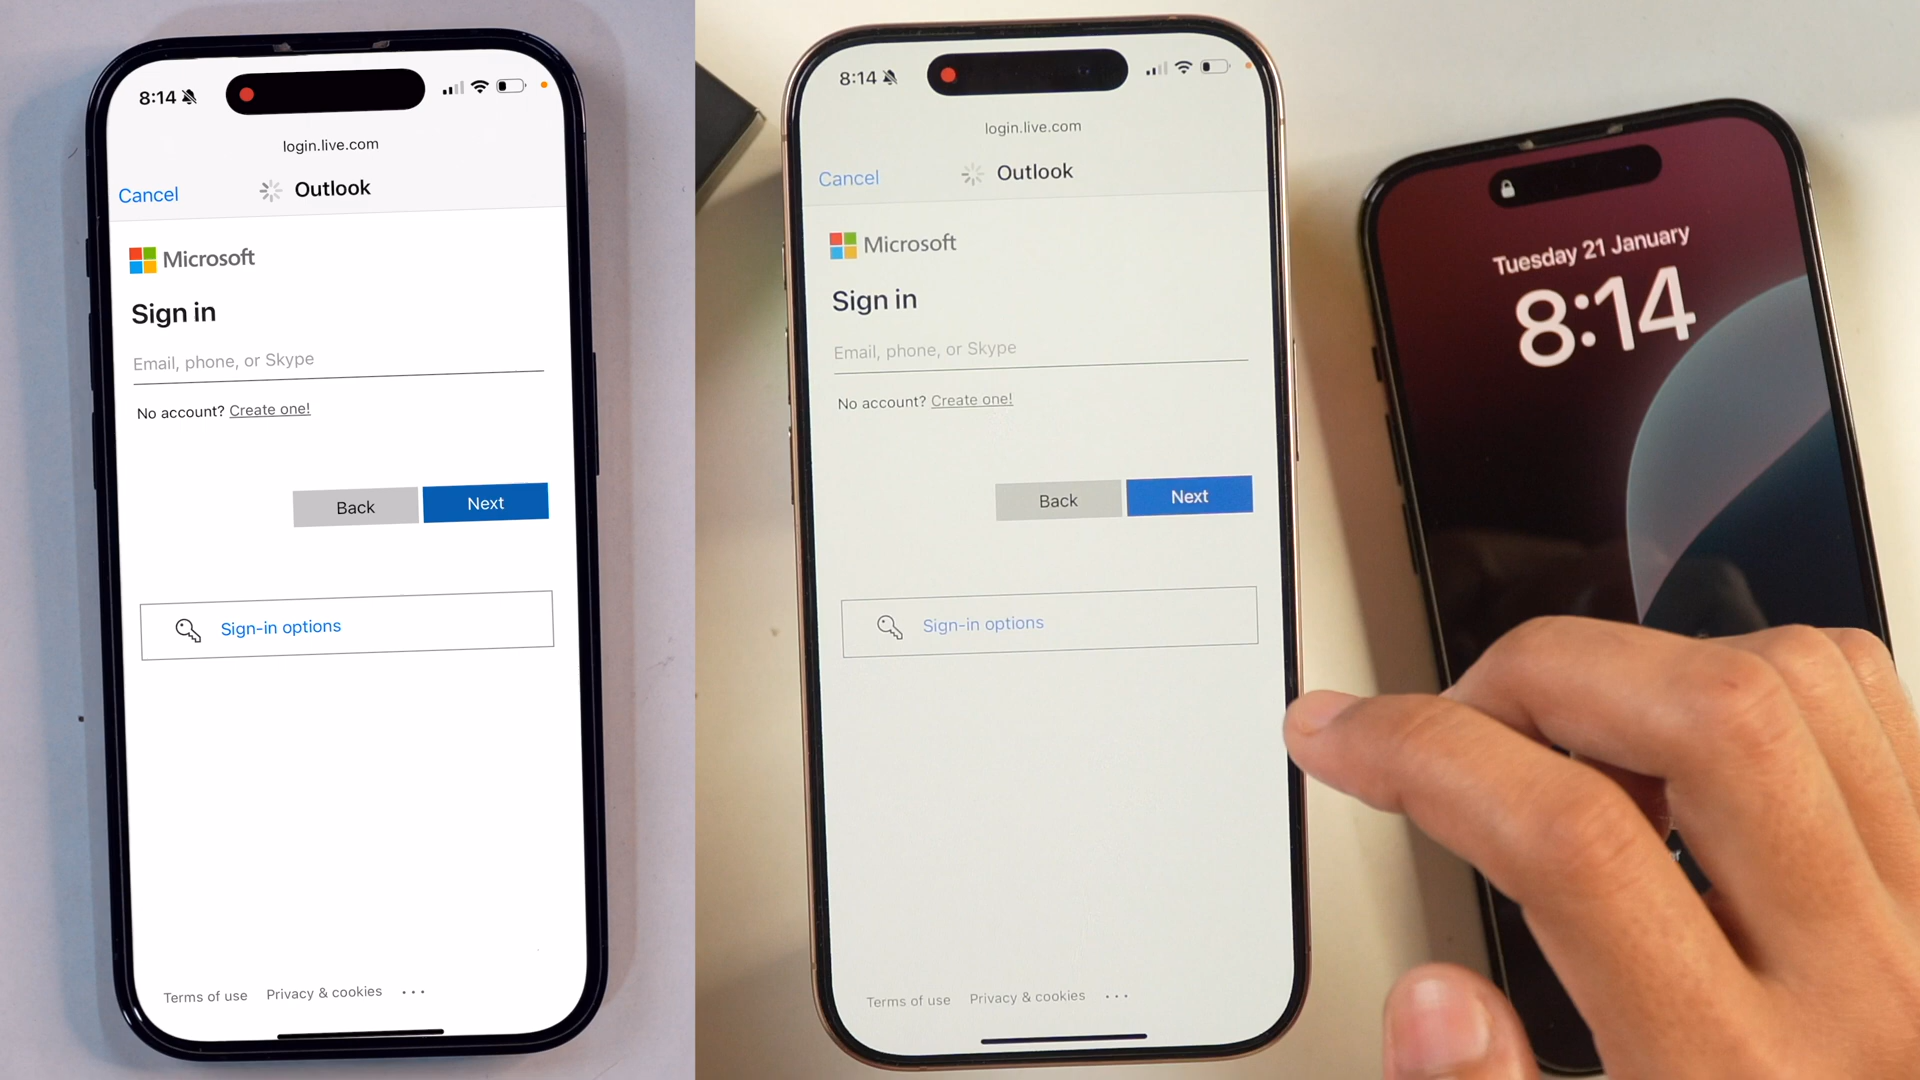 8:14
login.live.com
Cancel
Outlook
Microsoft
Sign in
Email, phone, or Skype
No account? Create one!
Back
Next
Sign-in options
Terms of use
Privacy & cookies
8:14
login.live.com
Cancel
Outlook
Microsoft
Sign in
Email, phone, or Skype
No account? Create one!
Back
Next
Sign-in options
Terms of use
Privacy & cookies
Tuesday 21 January
8:14